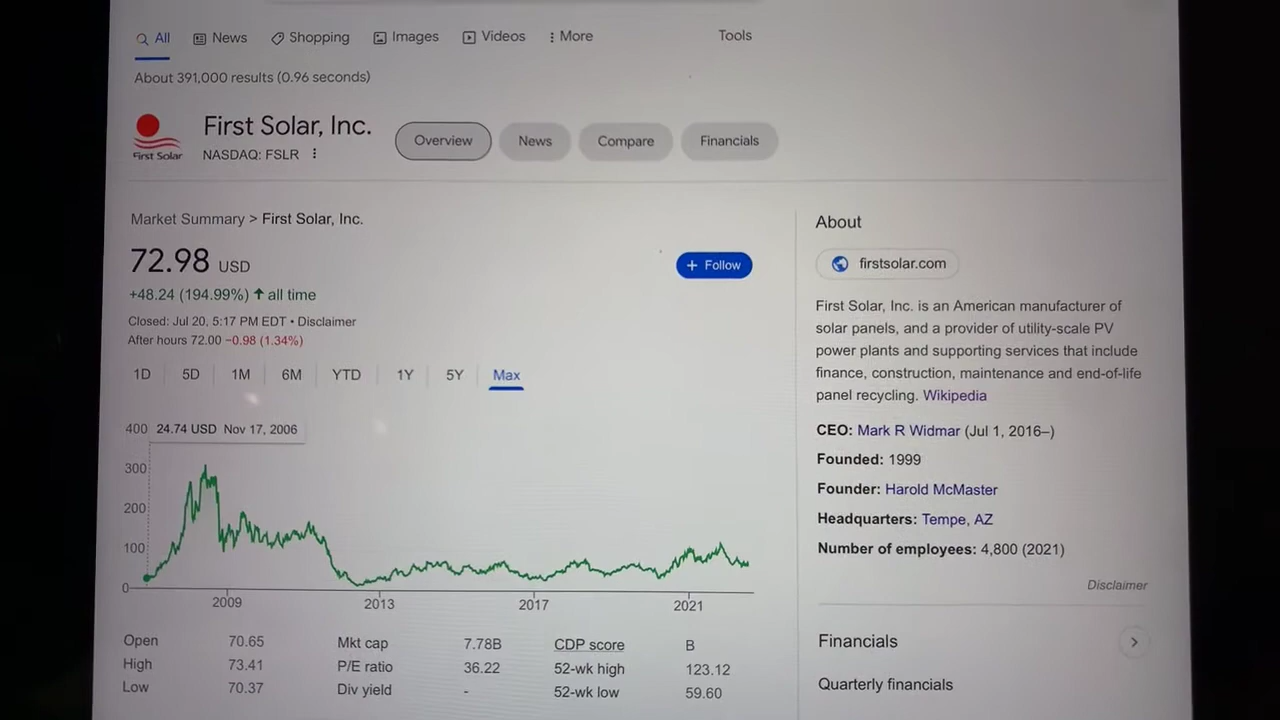 All News Shopping Images Videos More Tools
About 391,000 results (0.96 seconds)
First Solar
First Solar, Inc.
NASDAQ: FSLR
Overview News Compare Financials
Market Summary > First Solar, Inc.
72.98 USD
+ Follow
+48.24 (194.99%) ↑ all time
Closed: Jul 20, 5:17 PM EDT • Disclaimer
After hours 72.00 −0.98 (1.34%)
1D 5D 1M 6M YTD 1Y 5Y Max
24.74 USD Nov 17, 2006
400
300
200
100
0
2009 2013 2017 2021
Open 70.65 Mkt cap 7.78B CDP score B
High 73.41 P/E ratio 36.22 52-wk high 123.12
Low 70.37 Div yield - 52-wk low 59.60
About
firstsolar.com
First Solar, Inc. is an American manufacturer of
solar panels, and a provider of utility-scale PV
power plants and supporting services that include
finance, construction, maintenance and end-of-life
panel recycling. Wikipedia
CEO: Mark R Widmar (Jul 1, 2016–)
Founded: 1999
Founder: Harold McMaster
Headquarters: Tempe, AZ
Number of employees: 4,800 (2021)
Disclaimer
Financials
Quarterly financials